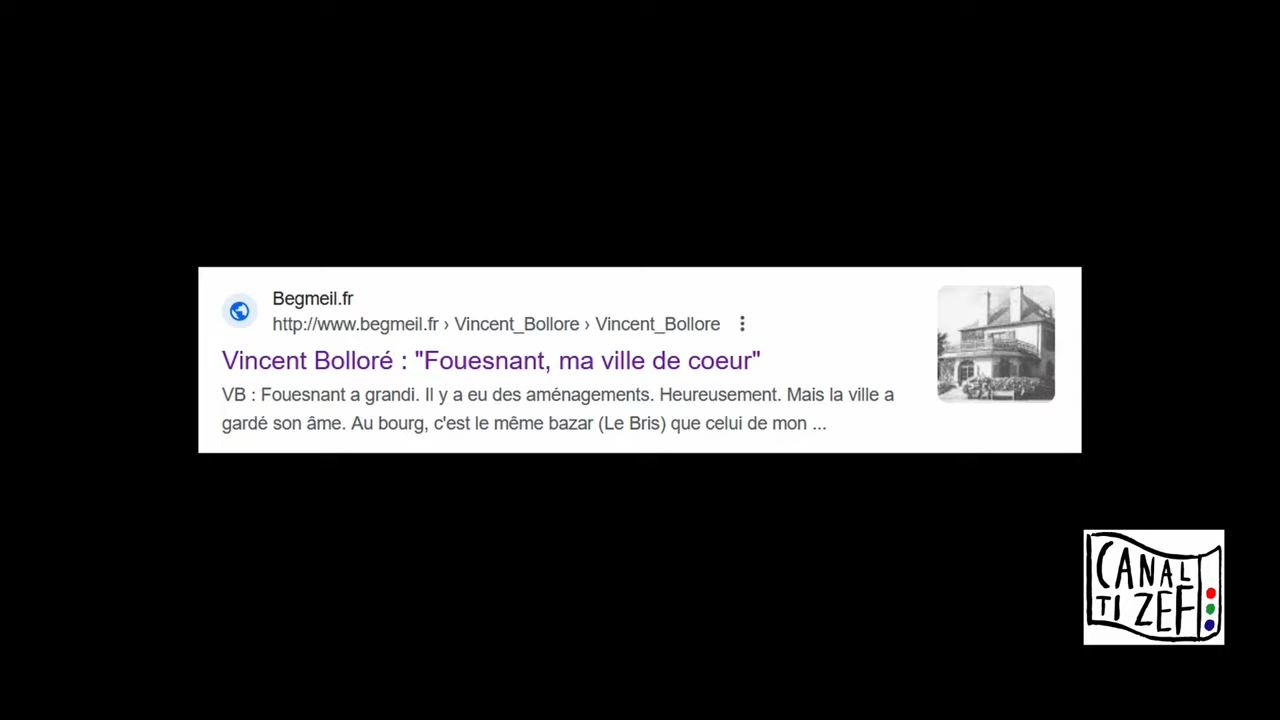 Begmeil.fr
http://www.begmeil.fr › Vincent_Bollore › Vincent_Bollore
Vincent Bolloré : "Fouesnant, ma ville de coeur"
VB : Fouesnant a grandi. Il y a eu des aménagements. Heureusement. Mais la ville a
gardé son âme. Au bourg, c'est le même bazar (Le Bris) que celui de mon ...
CANAL
TI ZEF